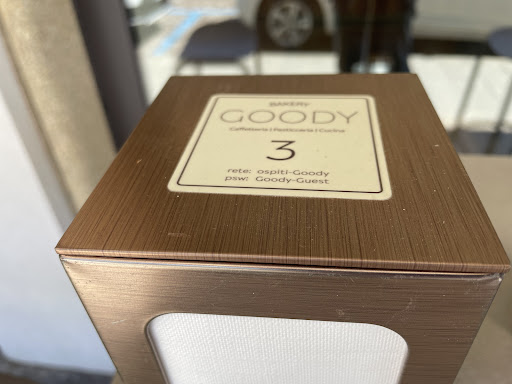 BAKERY
GOODY
Caffetteria | Pasticceria | Cucina
3
rete: ospiti-Goody
psw: Goody-Guest